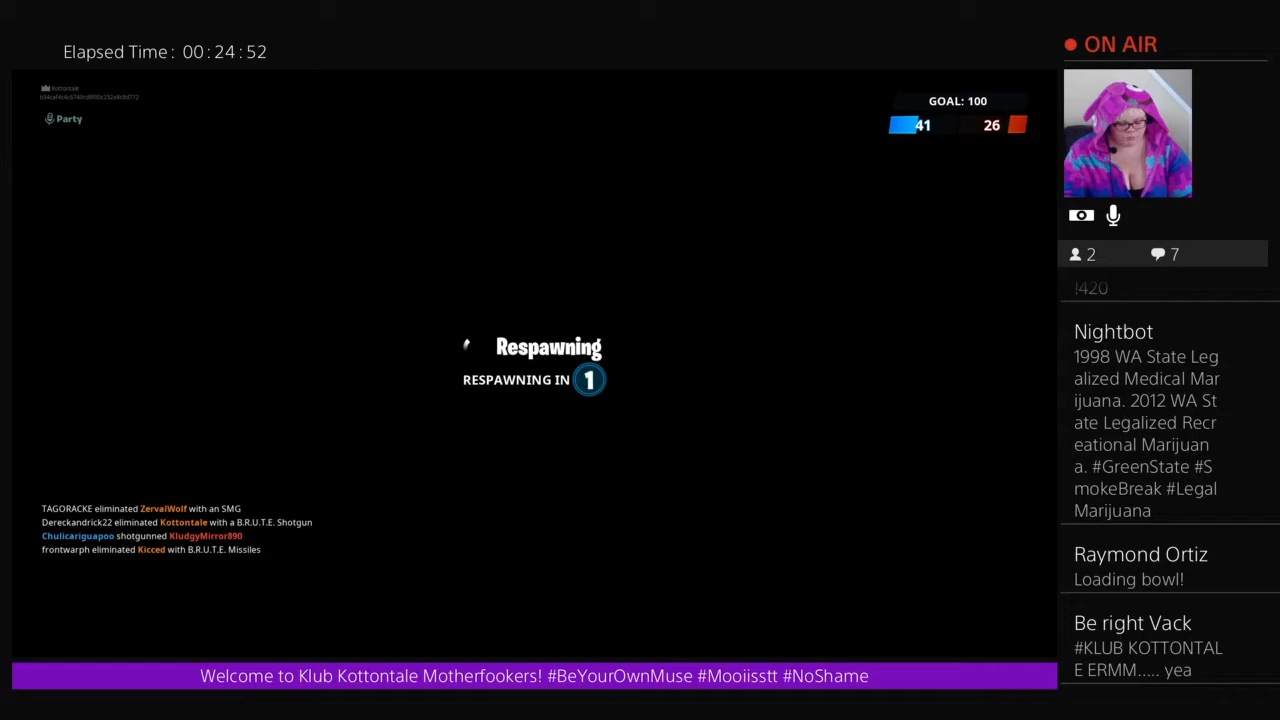 Elapsed Time: 00:24:52
ON AIR
Kottontale
Party
GOAL: 100
41 26
2 7
!420
Nightbot
1998 WA State Leg
alized Medical Mar
ijuana. 2012 WA St
ate Legalized Recr
eational Marijuan
a. #GreenState #S
mokeBreak #Legal
Marijuana
Raymond Ortiz
Loading bowl!
Be right Vack
#KLUB KOTTONTAL
E ERMM..... yea
Respawning
RESPAWNING IN 1
TAGORACKE eliminated ZervalWolf with an SMG
Dereckandrick22 eliminated Kottontale with a B.R.U.T.E. Shotgun
Chulicariguapoo shotgunned KludgyMirror890
frontwarph eliminated Kicced with B.R.U.T.E. Missiles
Welcome to Klub Kottontale Motherfookers! #BeYourOwnMuse #Mooiisstt #NoShame